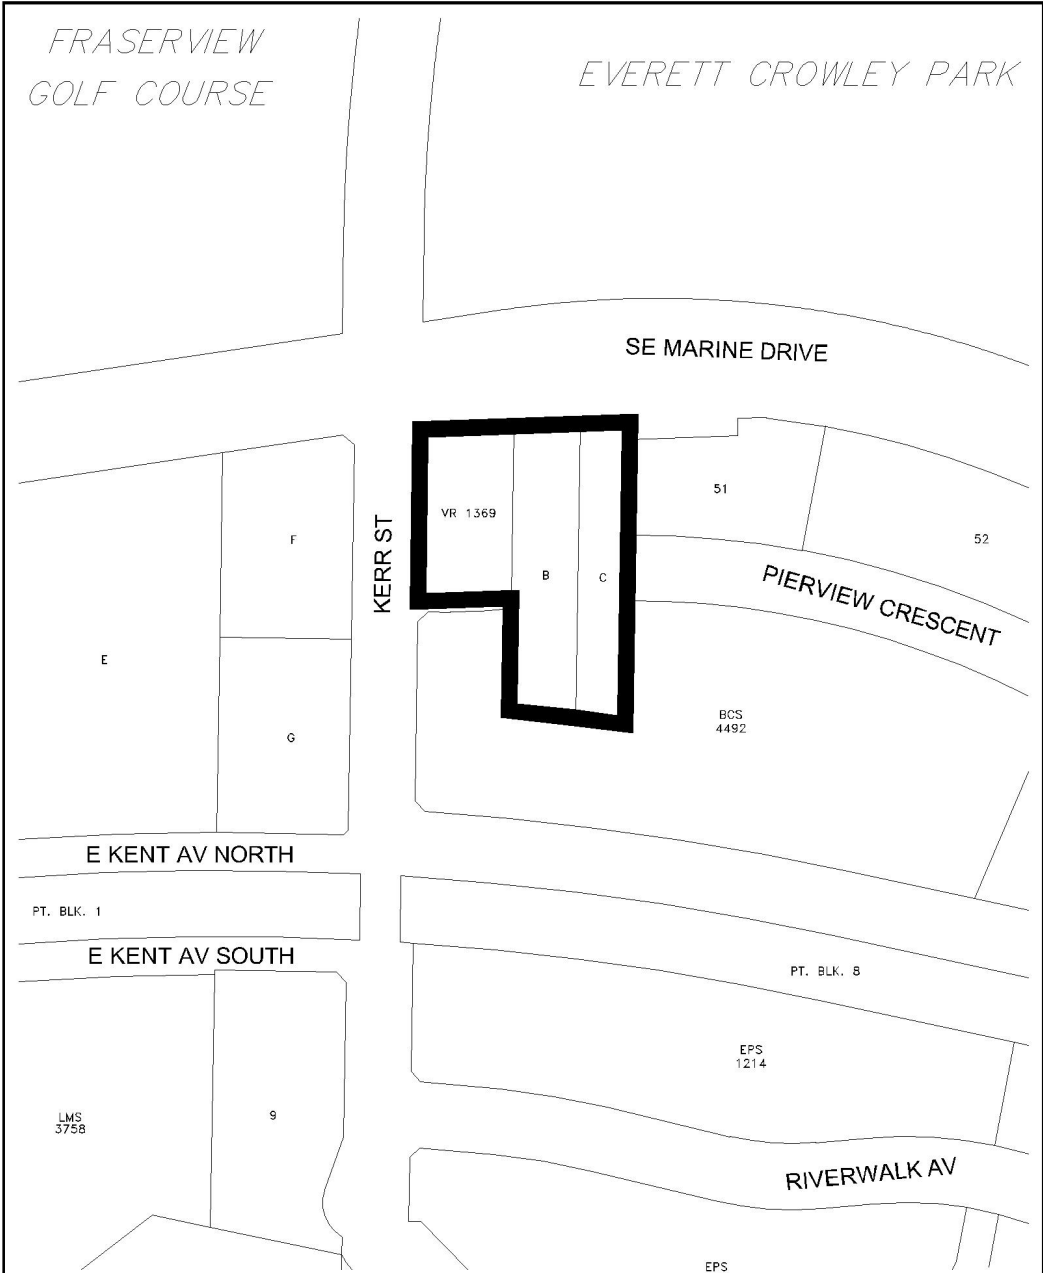 FRASERVIEW
GOLF COURSE
EVERETT CROWLEY PARK
SE MARINE DRIVE
KERR ST
VR 1369
B
C
51
52
F
PIERVIEW CRESCENT
E
G
BCS
4492
E KENT AV NORTH
PT. BLK. 1
E KENT AV SOUTH
PT. BLK. 8
EPS
1214
LMS
3758
9
RIVERWALK AV
EPS